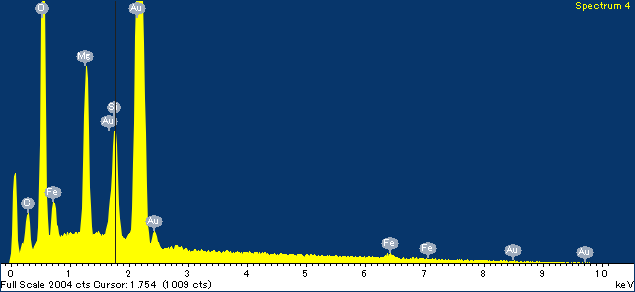 Spectrum 4
O Au
Mg
Si
Au
Fe
Au
Fe Fe Au Au
0 1 2 3 4 5 6 7 8 9 10
Full Scale 2004 cts Cursor: 1.754 (1009 cts) keV